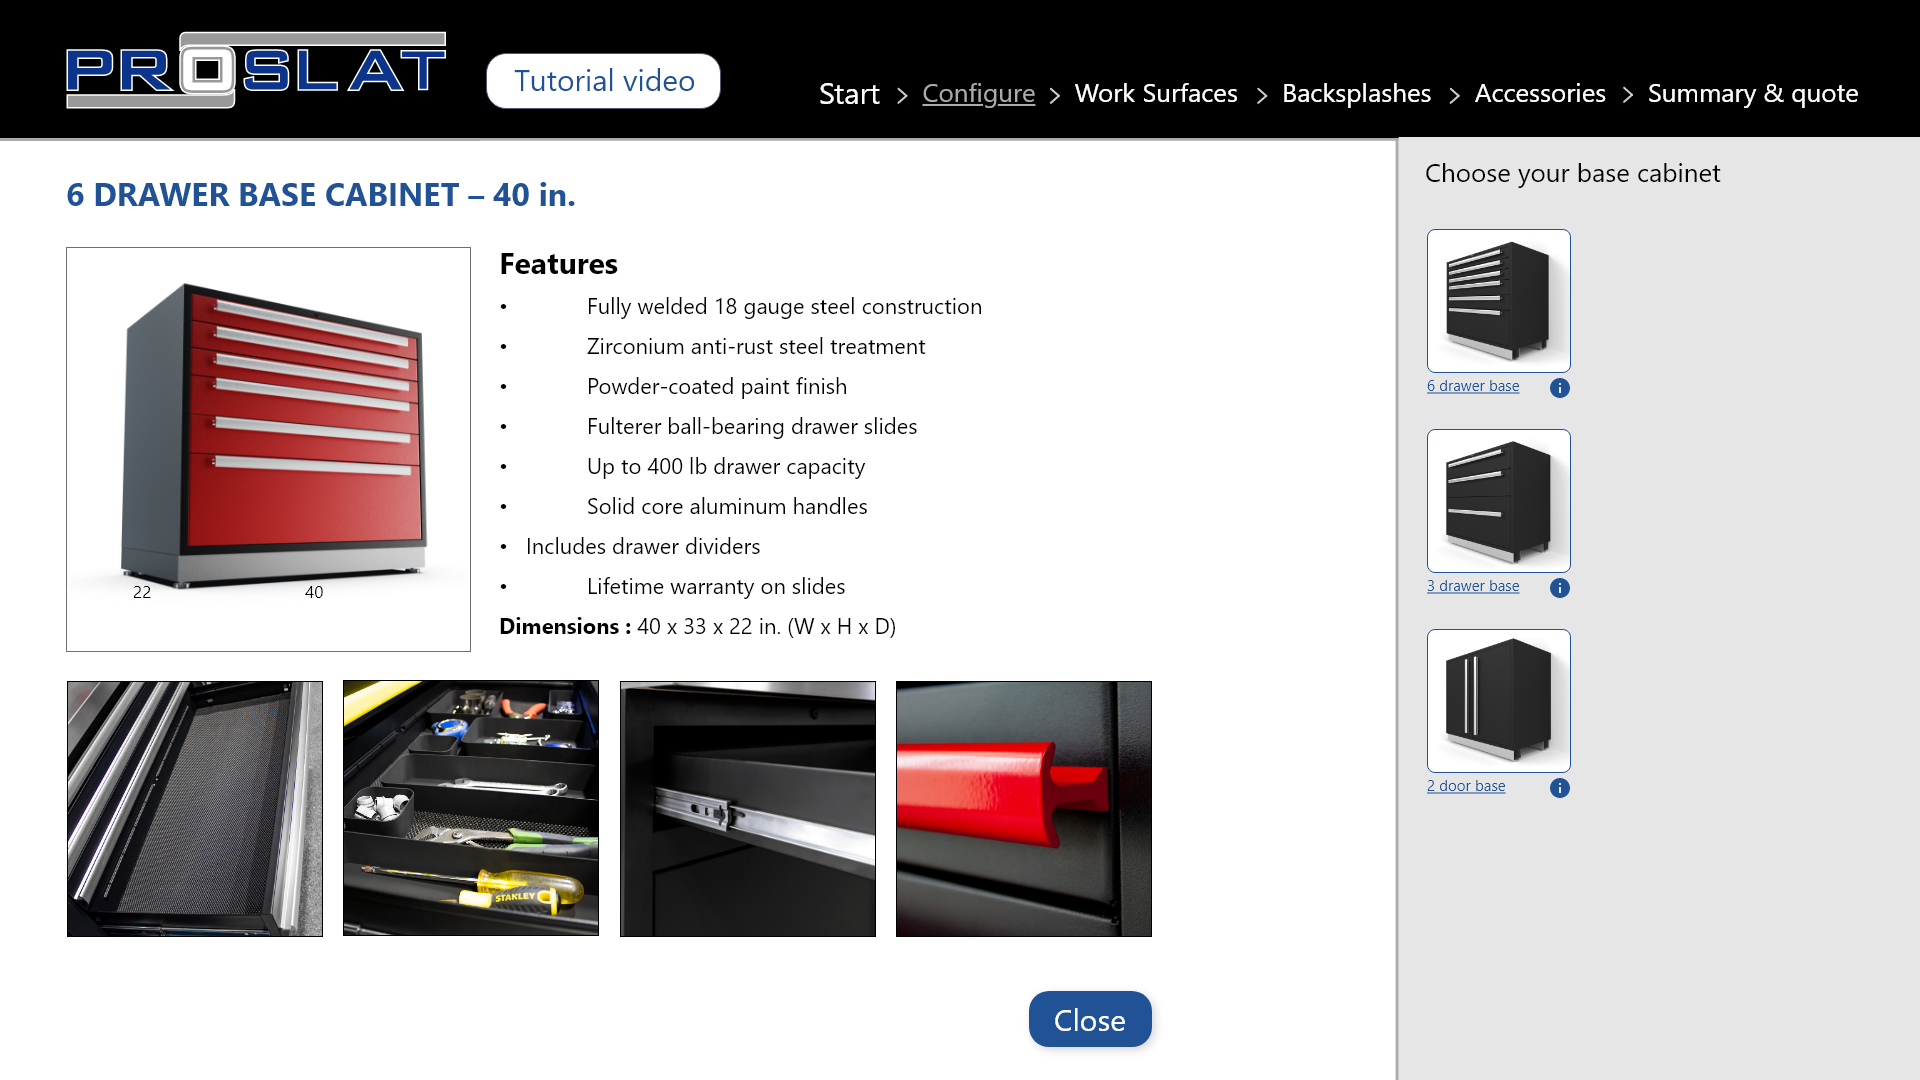 PROSLAT
Tutorial video
Start > Configure > Work Surfaces > Backsplashes > Accessories > Summary & quote
6 DRAWER BASE CABINET – 40 in.
22
40
Features
• Fully welded 18 gauge steel construction
• Zirconium anti-rust steel treatment
• Powder-coated paint finish
• Fulterer ball-bearing drawer slides
• Up to 400 lb drawer capacity
• Solid core aluminum handles
• Includes drawer dividers
• Lifetime warranty on slides
Dimensions : 40 x 33 x 22 in. (W x H x D)
STANLEY
Close
Choose your base cabinet
6 drawer base i
3 drawer base i
2 door base i